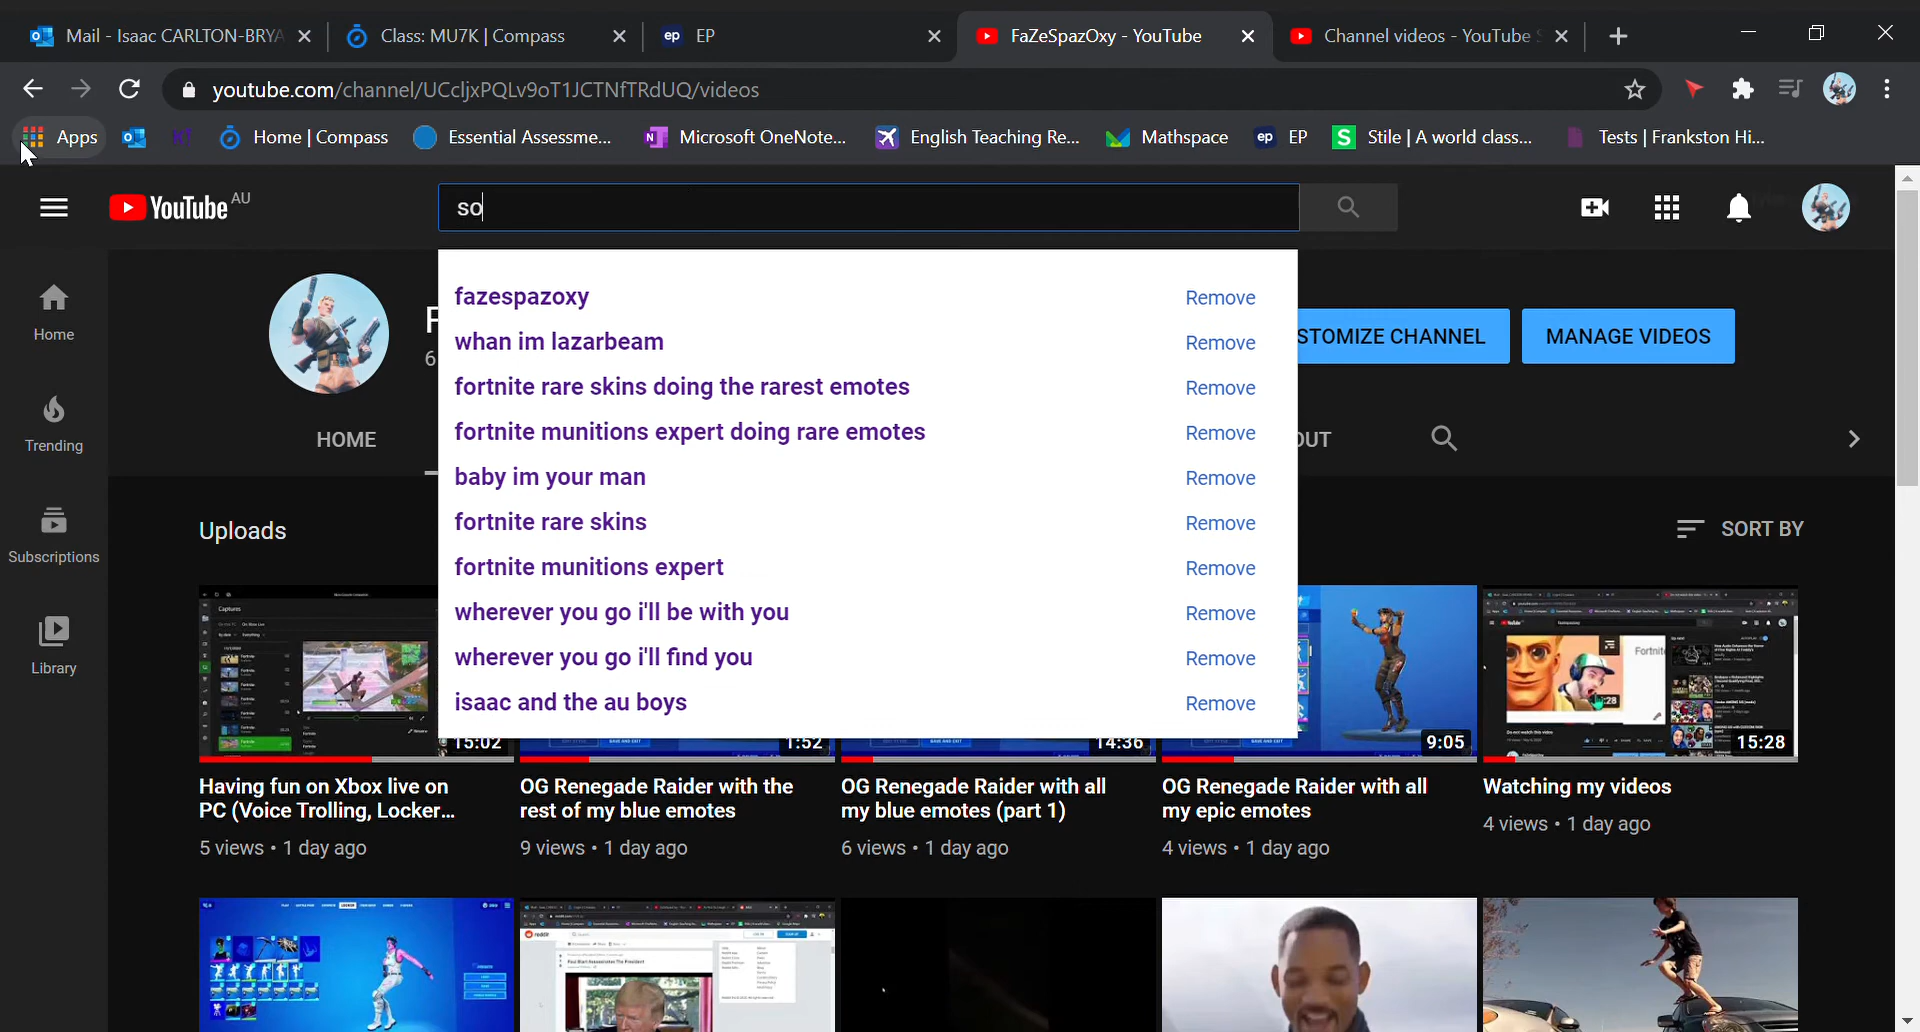 Mail - Isaac CARLTON-BRYA
Class: MU7K | Compass
ep EP
FaZeSpazOxy - YouTube
Channel videos - YouTube S
youtube.com/channel/UCcljxPQLv9oT1JCTNfTRdUQ/videos
Apps
kf
Home | Compass
Essential Assessme...
Microsoft OneNote...
English Teaching Re...
Mathspace
ep EP
Stile | A world class...
Tests | Frankston Hi...
YouTube AU
so
fazespazoxy Remove
whan im lazarbeam Remove
fortnite rare skins doing the rarest emotes Remove
fortnite munitions expert doing rare emotes Remove
baby im your man Remove
fortnite rare skins Remove
fortnite munitions expert Remove
wherever you go i'll be with you Remove
wherever you go i'll find you Remove
isaac and the au boys Remove
Home
Trending
Subscriptions
Library
F
6
STOMIZE CHANNEL
MANAGE VIDEOS
HOME
OUT
Uploads
SORT BY
15:02
1:52
14:36
9:05
15:28
Having fun on Xbox live on
PC (Voice Trolling, Locker...
5 views • 1 day ago
OG Renegade Raider with the
rest of my blue emotes
9 views • 1 day ago
OG Renegade Raider with all
my blue emotes (part 1)
6 views • 1 day ago
OG Renegade Raider with all
my epic emotes
4 views • 1 day ago
Watching my videos
4 views • 1 day ago
Captures
reddit